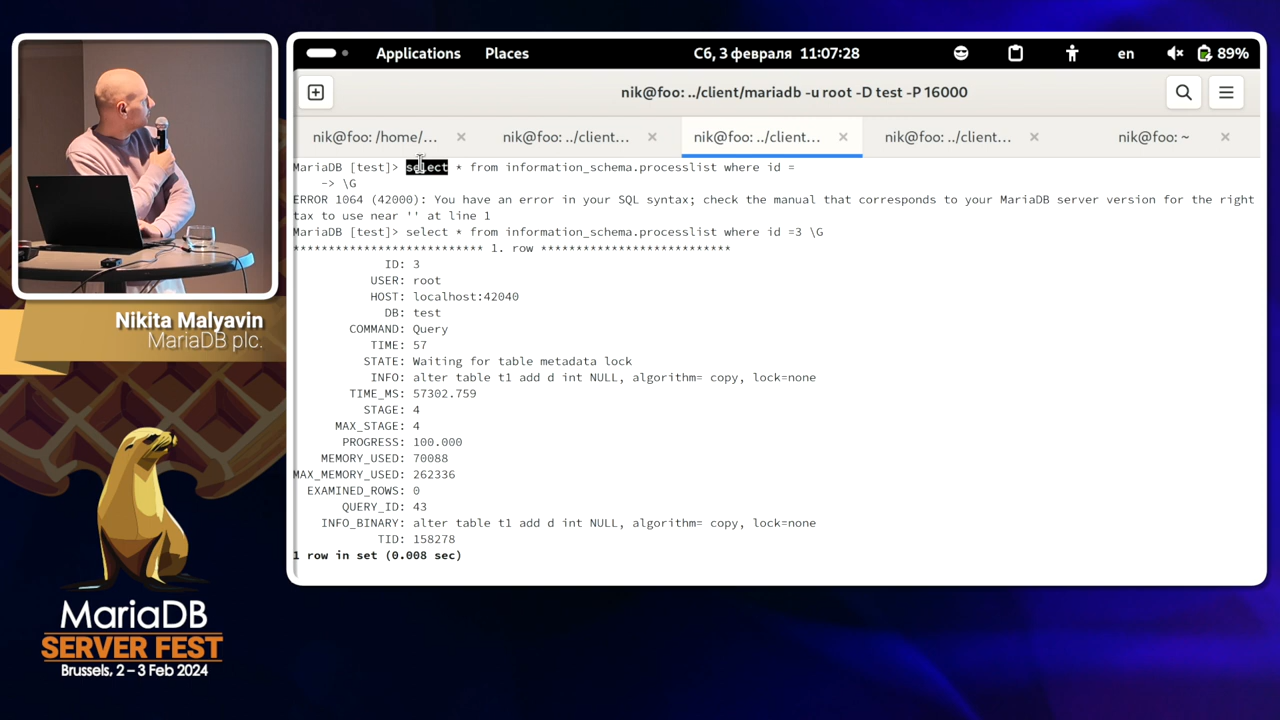 Applications Places Сб, 3 февраля 11:07:28 en 89%
nik@foo: ../client/mariadb -u root -D test -P 16000
nik@foo: /home/... nik@foo: ../client... nik@foo: ../client... nik@foo: ../client... nik@foo: ~
MariaDB [test]> select * from information_schema.processlist where id =
-> \G
ERROR 1064 (42000): You have an error in your SQL syntax; check the manual that corresponds to your MariaDB server version for the right
tax to use near '' at line 1
MariaDB [test]> select * from information_schema.processlist where id =3 \G
*************************** 1. row ***************************
ID: 3
USER: root
HOST: localhost:42040
DB: test
COMMAND: Query
TIME: 57
STATE: Waiting for table metadata lock
INFO: alter table t1 add d int NULL, algorithm= copy, lock=none
TIME_MS: 57302.759
STAGE: 4
MAX_STAGE: 4
PROGRESS: 100.000
MEMORY_USED: 70088
MAX_MEMORY_USED: 262336
EXAMINED_ROWS: 0
QUERY_ID: 43
INFO_BINARY: alter table t1 add d int NULL, algorithm= copy, lock=none
TID: 158278
1 row in set (0.008 sec)
Nikita Malyavin
MariaDB plc.
MariaDB
SERVER FEST
Brussels, 2 – 3 Feb 2024